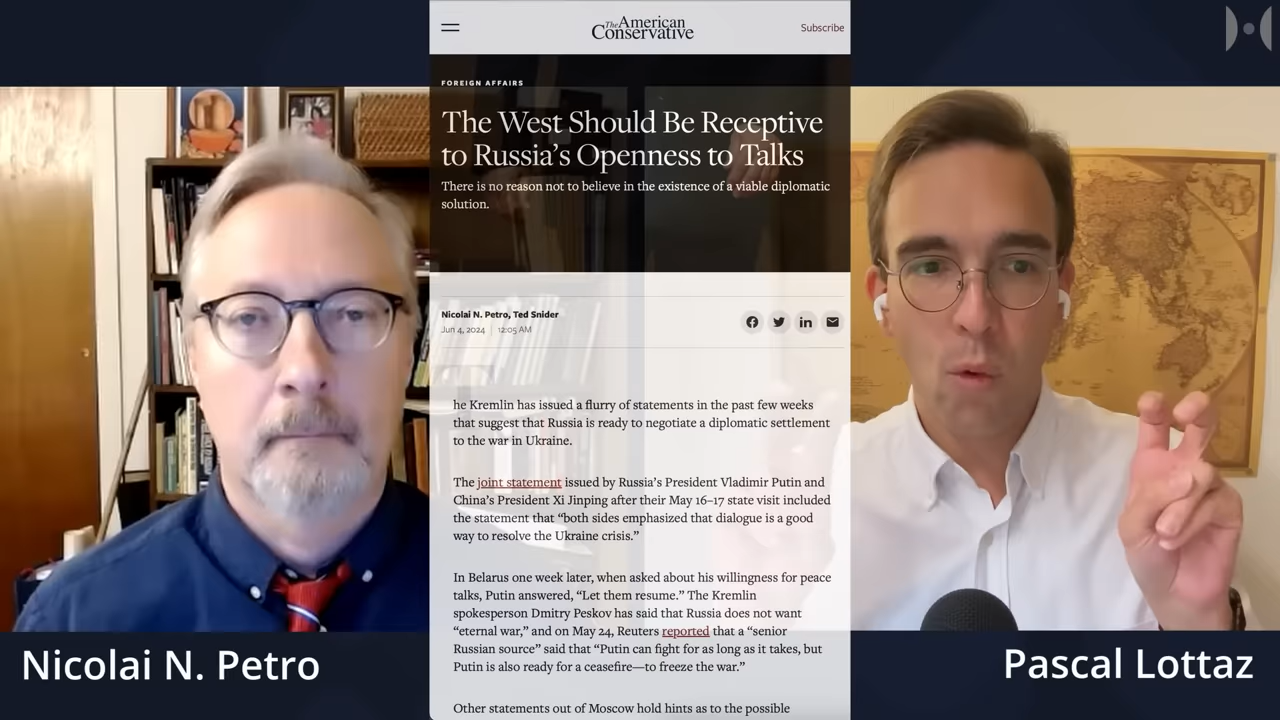 The American
Conservative
Subscribe
FOREIGN AFFAIRS
The West Should Be Receptive
to Russia's Openness to Talks
There is no reason not to believe in the existence of a viable diplomatic
solution.
Nicolai N. Petro, Ted Snider
Jun 4, 2024 | 12:05 AM
he Kremlin has issued a flurry of statements in the past few weeks
that suggest that Russia is ready to negotiate a diplomatic settlement
to the war in Ukraine.
The joint statement issued by Russia's President Vladimir Putin and
China's President Xi Jinping after their May 16–17 state visit included
the statement that “both sides emphasized that dialogue is a good
way to resolve the Ukraine crisis.”
In Belarus one week later, when asked about his willingness for peace
talks, Putin answered, “Let them resume.” The Kremlin
spokesperson Dmitry Peskov has said that Russia does not want
“eternal war,” and on May 24, Reuters reported that a “senior
Russian source” said that “Putin can fight for as long as it takes, but
Putin is also ready for a ceasefire—to freeze the war.”
Other statements out of Moscow hold hints as to the possible
Nicolai N. Petro
Pascal Lottaz